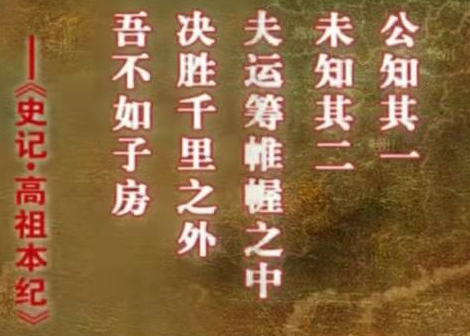 公知其一
未知其二
夫运筹帷幄之中
决胜千里之外
吾不如子房
——《史记·高祖本纪》